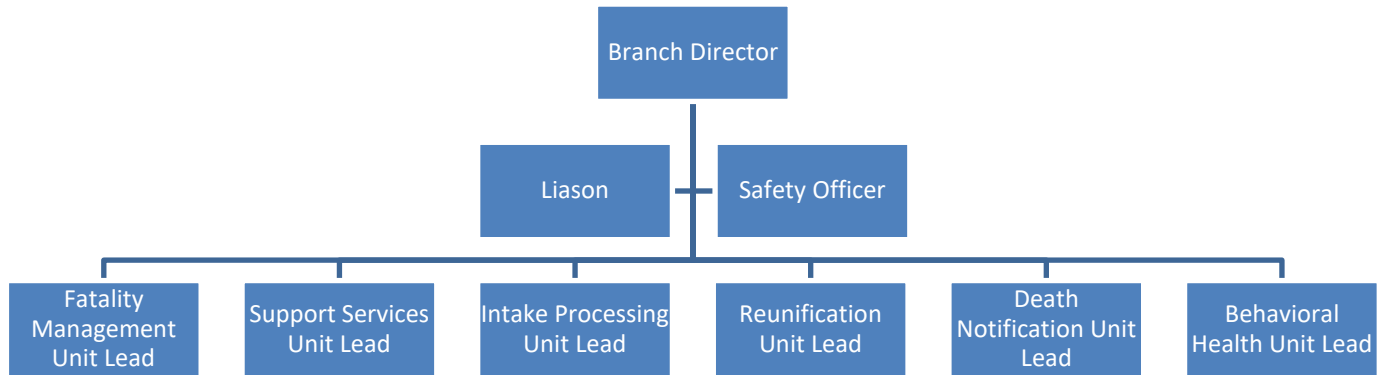 Branch Director
Liason
Safety Officer
Fatality
Management
Unit Lead
Support Services
Unit Lead
Intake Processing
Unit Lead
Reunification
Unit Lead
Death
Notification Unit
Lead
Behavioral
Health Unit Lead